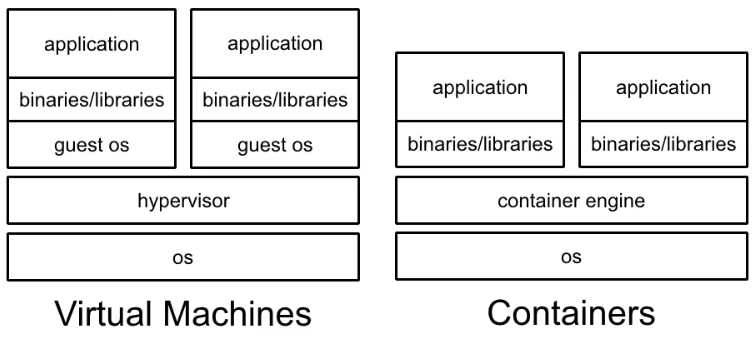 application
binaries/libraries
guest os
application
binaries/libraries
guest os
hypervisor
os
Virtual Machines
application
binaries/libraries
application
binaries/libraries
container engine
os
Containers